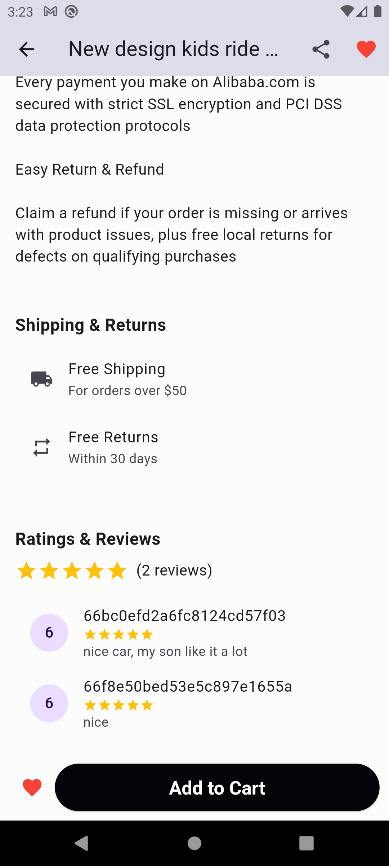 3:23
New design kids ride ...
Every payment you make on Alibaba.com is
secured with strict SSL encryption and PCI DSS
data protection protocols
Easy Return & Refund
Claim a refund if your order is missing or arrives
with product issues, plus free local returns for
defects on qualifying purchases
Shipping & Returns
Free Shipping
For orders over $50
Free Returns
Within 30 days
Ratings & Reviews
(2 reviews)
66bc0efd2a6fc8124cd57f03
6
nice car, my son like it a lot
66f8e50bed53e5c897e1655a
6
nice
Add to Cart